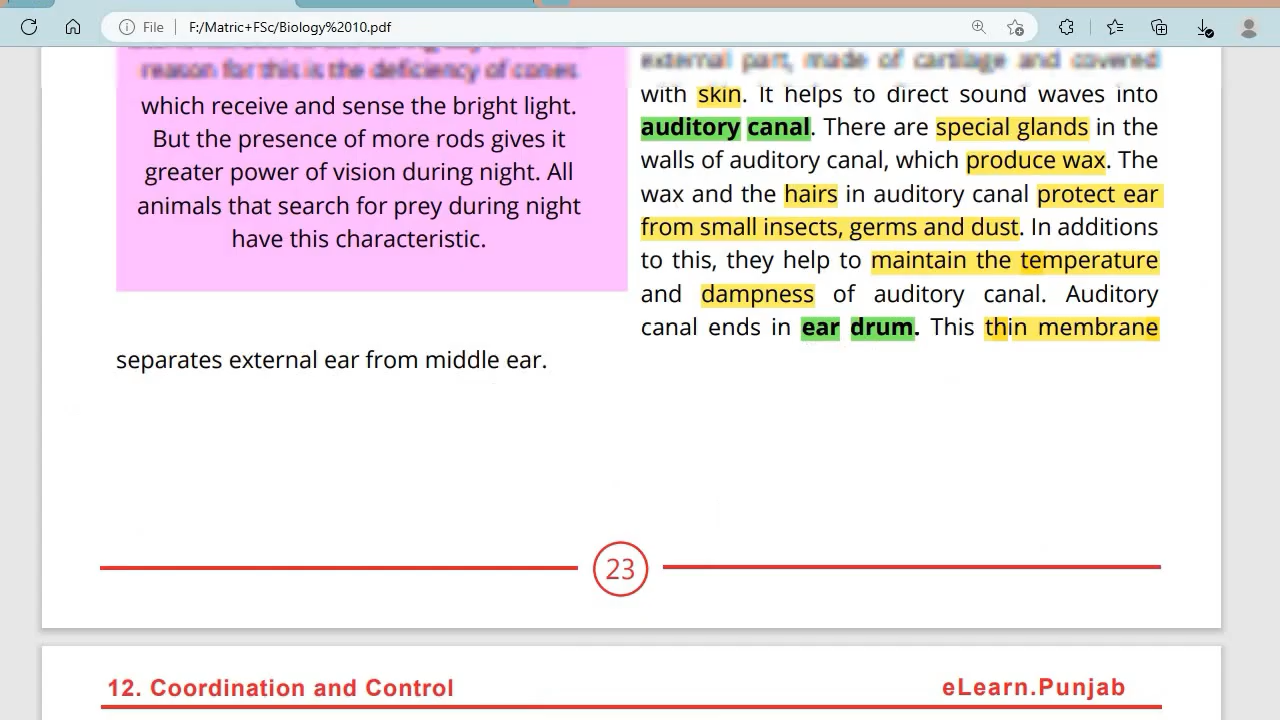 File
F:/Matric+FSc/Biology%2010.pdf
reason for this is the deficiency of cones
which receive and sense the bright light.
But the presence of more rods gives it
greater power of vision during night. All
animals that search for prey during night
have this characteristic.
external part, made of cartilage and covered
with skin. It helps to direct sound waves into
auditory canal. There are special glands in the
walls of auditory canal, which produce wax. The
wax and the hairs in auditory canal protect ear
from small insects, germs and dust. In additions
to this, they help to maintain the temperature
and dampness of auditory canal. Auditory
canal ends in ear drum. This thin membrane
separates external ear from middle ear.
23
12. Coordination and Control
eLearn.Punjab